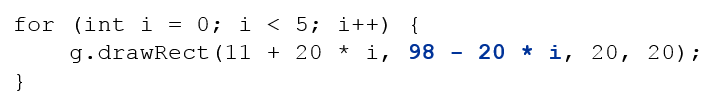 for (int i = 0; i < 5; i++) {
    g.drawRect(11 + 20 * i, 98 – 20 * i, 20, 20);
}